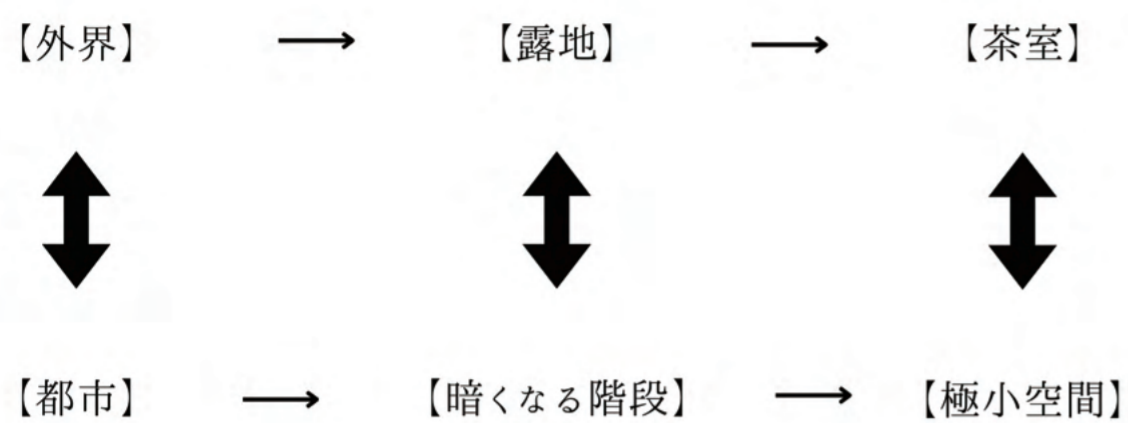 【外界】 → 【露地】 → 【茶室】
【都市】 → 【暗くなる階段】 → 【極小空間】